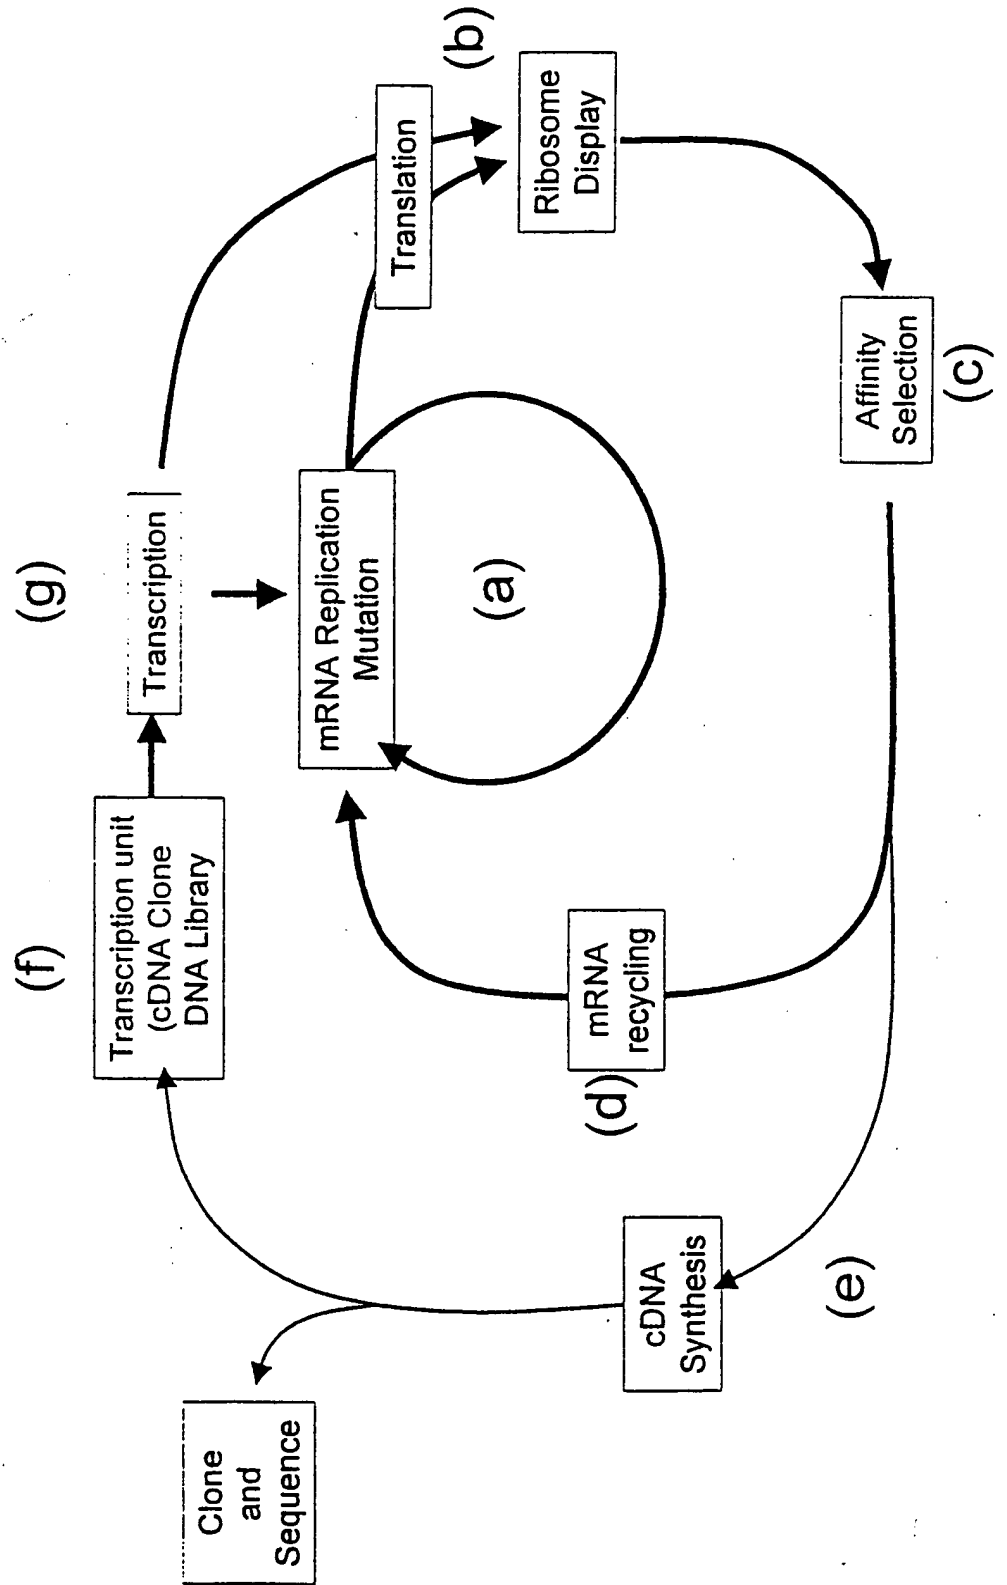 (g)
(f)
Transcription unit
(cDNA Clone
DNA Library
Transcription
Clone
and
Sequence
mRNA Replication
Mutation
Translation
(b)
(a)
Ribosome
Display
(d)
mRNA
recycling
cDNA
Synthesis
(e)
Affinity
Selection
(c)